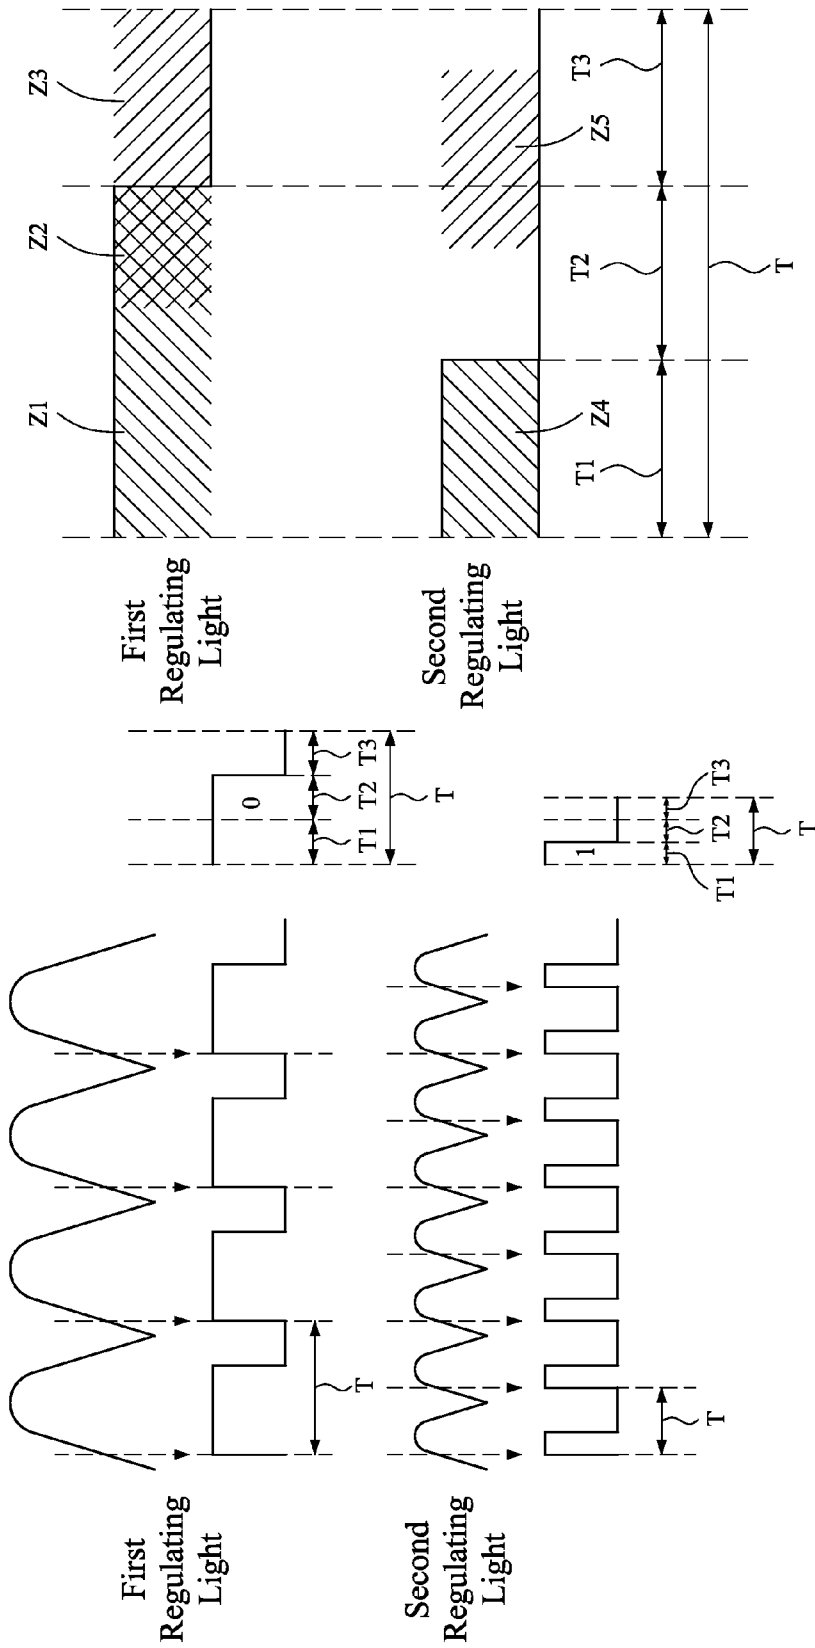 First
Regulating
Light
T
Second
Regulating
Light
T
0
T1 T2 T3
T
1
T1 T2 T3
T
Z1 Z2 Z3
First
Regulating
Light
Second
Regulating
Light
Z4 Z5
T1 T2 T3
T